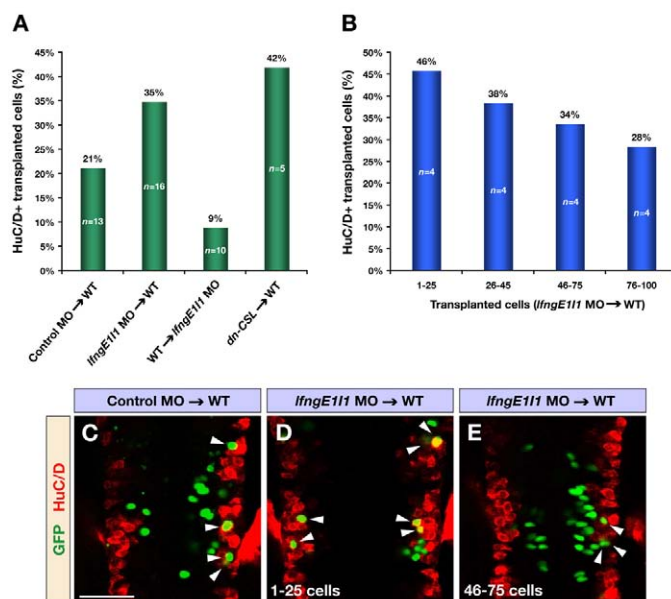 A
B
HuC/D+ transplanted cells (%)
45%
40%
35%
30%
25%
20%
15%
10%
5%
0%
21%
35%
9%
42%
n=13
n=16
n=10
n=5
Control MO → WT
lfngE1I1 MO → WT
WT → lfngE1I1 MO
dn-CSL → WT
HuC/D+ transplanted cells (%)
50%
45%
40%
35%
30%
25%
20%
15%
10%
5%
0%
46%
38%
34%
28%
n=4
n=4
n=4
n=4
1-25
26-45
46-75
76-100
Transplanted cells (lfngE1I1 MO → WT)
Control MO → WT
lfngE1I1 MO → WT
lfngE1I1 MO → WT
GFP HuC/D
C
D
E
1-25 cells
46-75 cells